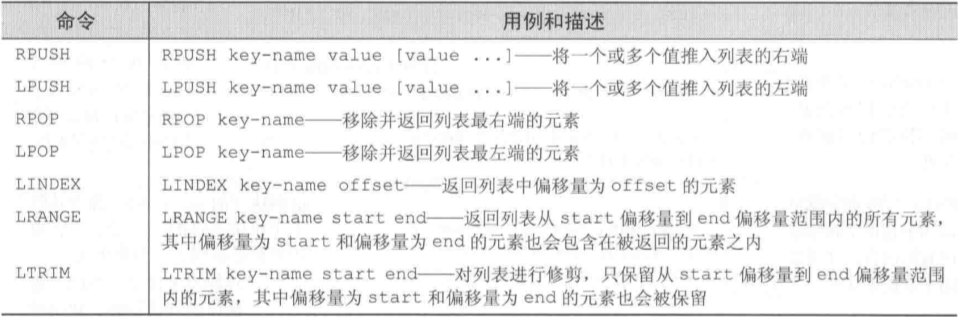 命令 用例和描述
RPUSH RPUSH key-name value [value ...]——将一个或多个值推入列表的右端
LPUSH LPUSH key-name value [value ...]——将一个或多个值推入列表的左端
RPOP RPOP key-name——移除并返回列表最右端的元素
LPOP LPOP key-name——移除并返回列表最左端的元素
LINDEX LINDEX key-name offset——返回列表中偏移量为 offset 的元素
LRANGE LRANGE key-name start end——返回列表从 start 偏移量到 end 偏移量范围内的所有元素，
其中偏移量为 start 和偏移量为 end 的元素也会包含在被返回的元素之内
LTRIM LTRIM key-name start end——对列表进行修剪，只保留从 start 偏移量到 end 偏移量范围
内的元素，其中偏移量为 start 和偏移量为 end 的元素也会被保留